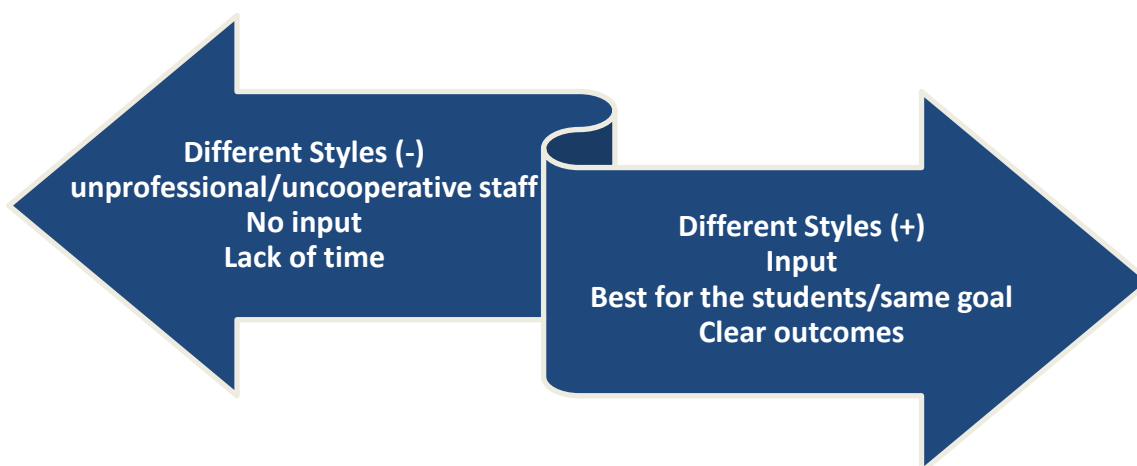 Different Styles (-)
unprofessional/uncooperative staff
No input
Lack of time
Different Styles (+)
Input
Best for the students/same goal
Clear outcomes